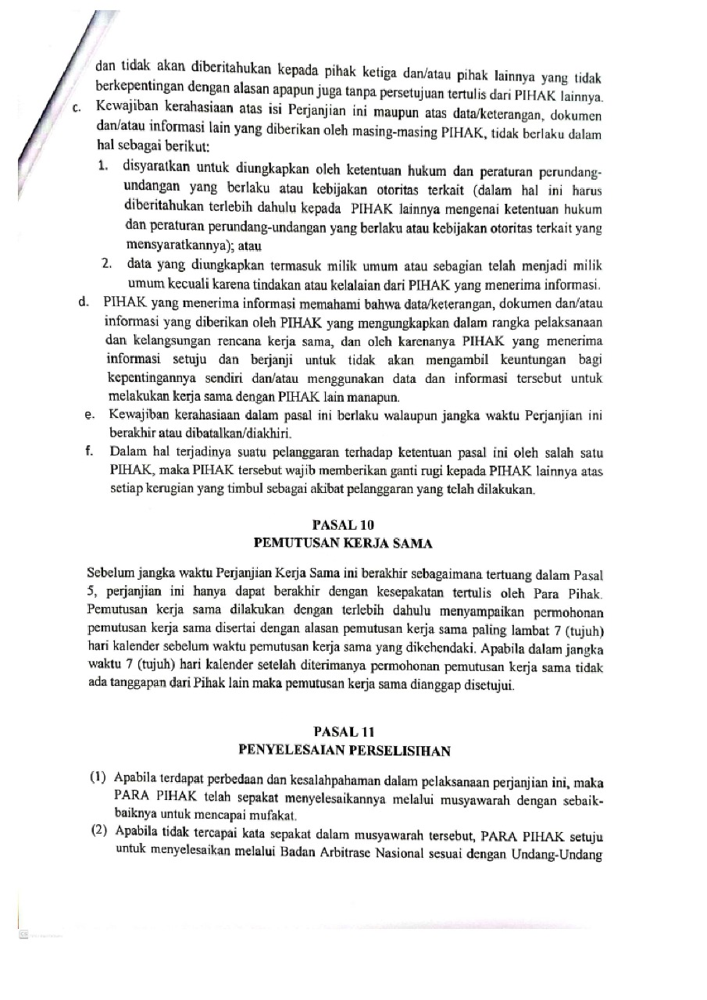 dan tidak akan diberitahukan kepada pihak ketiga dan/atau pihak lainnya yang tidak
berkepentingan dengan alasan apapun juga tanpa persetujuan tertulis dari PIHAK lainnya.
c. Kewajiban kerahasiaan atas isi Perjanjian ini maupun atas data/keterangan, dokumen
dan/atau informasi lain yang diberikan oleh masing-masing PIHAK, tidak berlaku dalam
hal sebagai berikut:
1. disyaratkan untuk diungkapkan oleh ketentuan hukum dan peraturan perundang-
undangan yang berlaku atau kebijakan otoritas terkait (dalam hal ini harus
diberitahukan terlebih dahulu kepada PIHAK lainnya mengenai ketentuan hukum
dan peraturan perundang-undangan yang berlaku atau kebijakan otoritas terkait yang
mensyaratkannya); atau
2. data yang diungkapkan termasuk milik umum atau sebagian telah menjadi milik
umum kecuali karena tindakan atau kelalaian dari PIHAK yang menerima informasi.
d. PIHAK yang menerima informasi memahami bahwa data/keterangan, dokumen dan/atau
informasi yang diberikan oleh PIHAK yang mengungkapkan dalam rangka pelaksanaan
dan kelangsungan rencana kerja sama, dan oleh karenanya PIHAK yang menerima
informasi setuju dan berjanji untuk tidak akan mengambil keuntungan bagi
kepentingannya sendiri dan/atau menggunakan data dan informasi tersebut untuk
melakukan kerja sama dengan PIHAK lain manapun.
e. Kewajiban kerahasiaan dalam pasal ini berlaku walaupun jangka waktu Perjanjian ini
berakhir atau dibatalkan/diakhiri.
f. Dalam hal terjadinya suatu pelanggaran terhadap ketentuan pasal ini oleh salah satu
PIHAK, maka PIHAK tersebut wajib memberikan ganti rugi kepada PIHAK lainnya atas
setiap kerugian yang timbul sebagai akibat pelanggaran yang telah dilakukan.
PASAL 10
PEMUTUSAN KERJA SAMA
Sebelum jangka waktu Perjanjian Kerja Sama ini berakhir sebagaimana tertuang dalam Pasal
5, perjanjian ini hanya dapat berakhir dengan kesepakatan tertulis oleh Para Pihak.
Pemutusan kerja sama dilakukan dengan terlebih dahulu menyampaikan permohonan
pemutusan kerja sama disertai dengan alasan pemutusan kerja sama paling lambat 7 (tujuh)
hari kalender sebelum waktu pemutusan kerja sama yang dikehendaki. Apabila dalam jangka
waktu 7 (tujuh) hari kalender setelah diterimanya permohonan pemutusan kerja sama tidak
ada tanggapan dari Pihak lain maka pemutusan kerja sama dianggap disetujui.
PASAL 11
PENYELESAIAN PERSELISIHAN
(1) Apabila terdapat perbedaan dan kesalahpahaman dalam pelaksanaan perjanjian ini, maka
PARA PIHAK telah sepakat menyelesaikannya melalui musyawarah dengan sebaik-
baiknya untuk mencapai mufakat.
(2) Apabila tidak tercapai kata sepakat dalam musyawarah tersebut, PARA PIHAK setuju
untuk menyelesaikan melalui Badan Arbitrase Nasional sesuai dengan Undang-Undang
CS